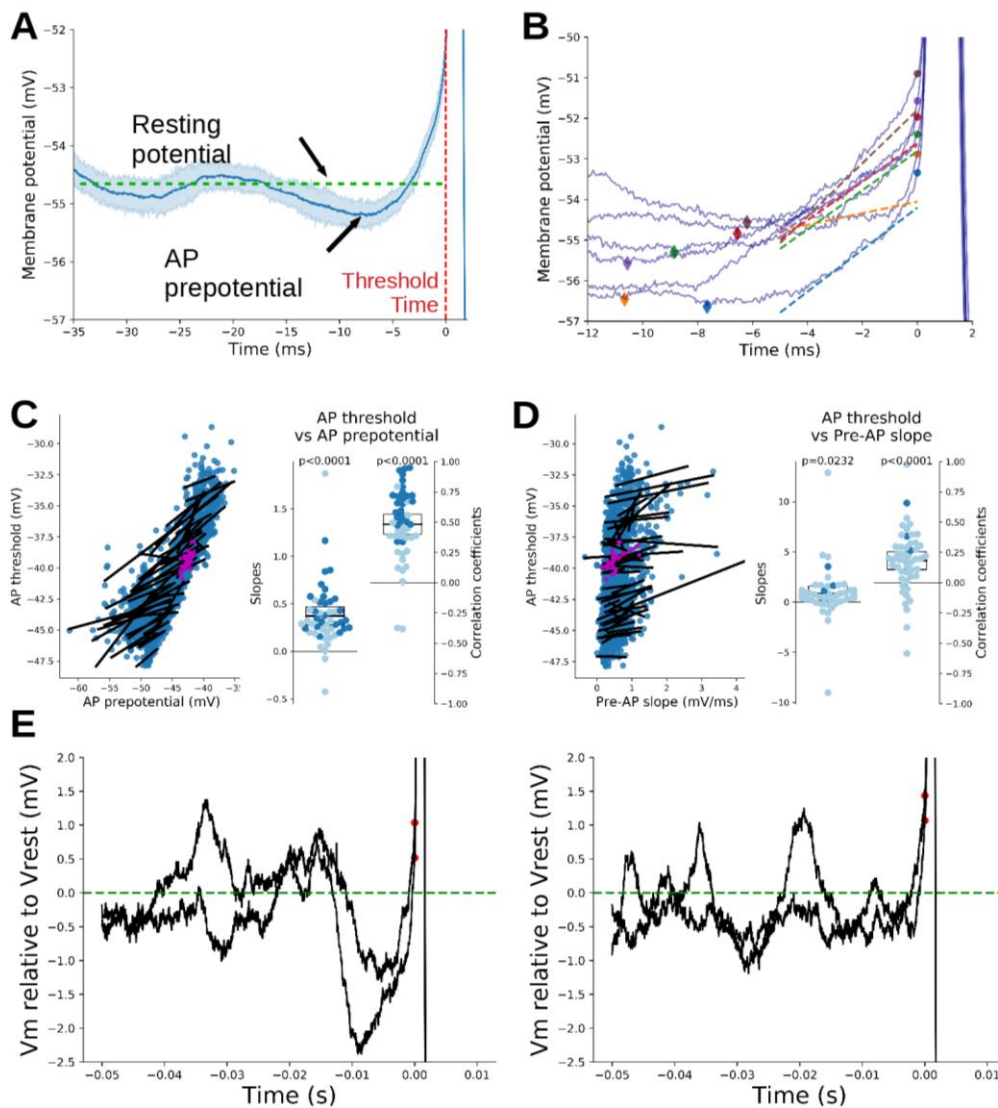 A
−52
−53
−54
−55
−56
−57
Membrane potential (mV)
Resting
potential
AP
prepotential
Threshold
Time
−35 −30 −25 −20 −15 −10 −5 0
Time (ms)
B
−50
−51
−52
−53
−54
−55
−56
−57
Membrane potential (mV)
−12 −10 −8 −6 −4 −2 0 2
Time (ms)
C
−30.0
−32.5
−35.0
−37.5
−40.0
−42.5
−45.0
−47.5
AP threshold (mV)
−60 −55 −50 −45 −40 −35
AP prepotential (mV)
AP threshold
vs AP prepotential
p<0.0001 p<0.0001
2.0
1.5
1.0
0.5
0.0
−0.5
Slopes
1.00
0.75
0.50
0.25
0.00
−0.25
−0.50
−0.75
−1.00
Correlation coefficients
D
−30.0
−32.5
−35.0
−37.5
−40.0
−42.5
−45.0
−47.5
AP threshold (mV)
0 1 2 3 4
Pre-AP slope (mV/ms)
AP threshold
vs Pre-AP slope
p=0.0232 p<0.0001
10
5
0
−5
−10
Slopes
1.00
0.75
0.50
0.25
0.00
−0.25
−0.50
−0.75
−1.00
Correlation coefficients
E
2.0
1.5
1.0
0.5
0.0
−0.5
−1.0
−1.5
−2.0
−2.5
Vm relative to Vrest (mV)
−0.05 −0.04 −0.03 −0.02 −0.01 0.00 0.01
Time (s)
2.0
1.5
1.0
0.5
0.0
−0.5
−1.0
−1.5
−2.0
−2.5
Vm relative to Vrest (mV)
−0.05 −0.04 −0.03 −0.02 −0.01 0.00 0.01
Time (s)